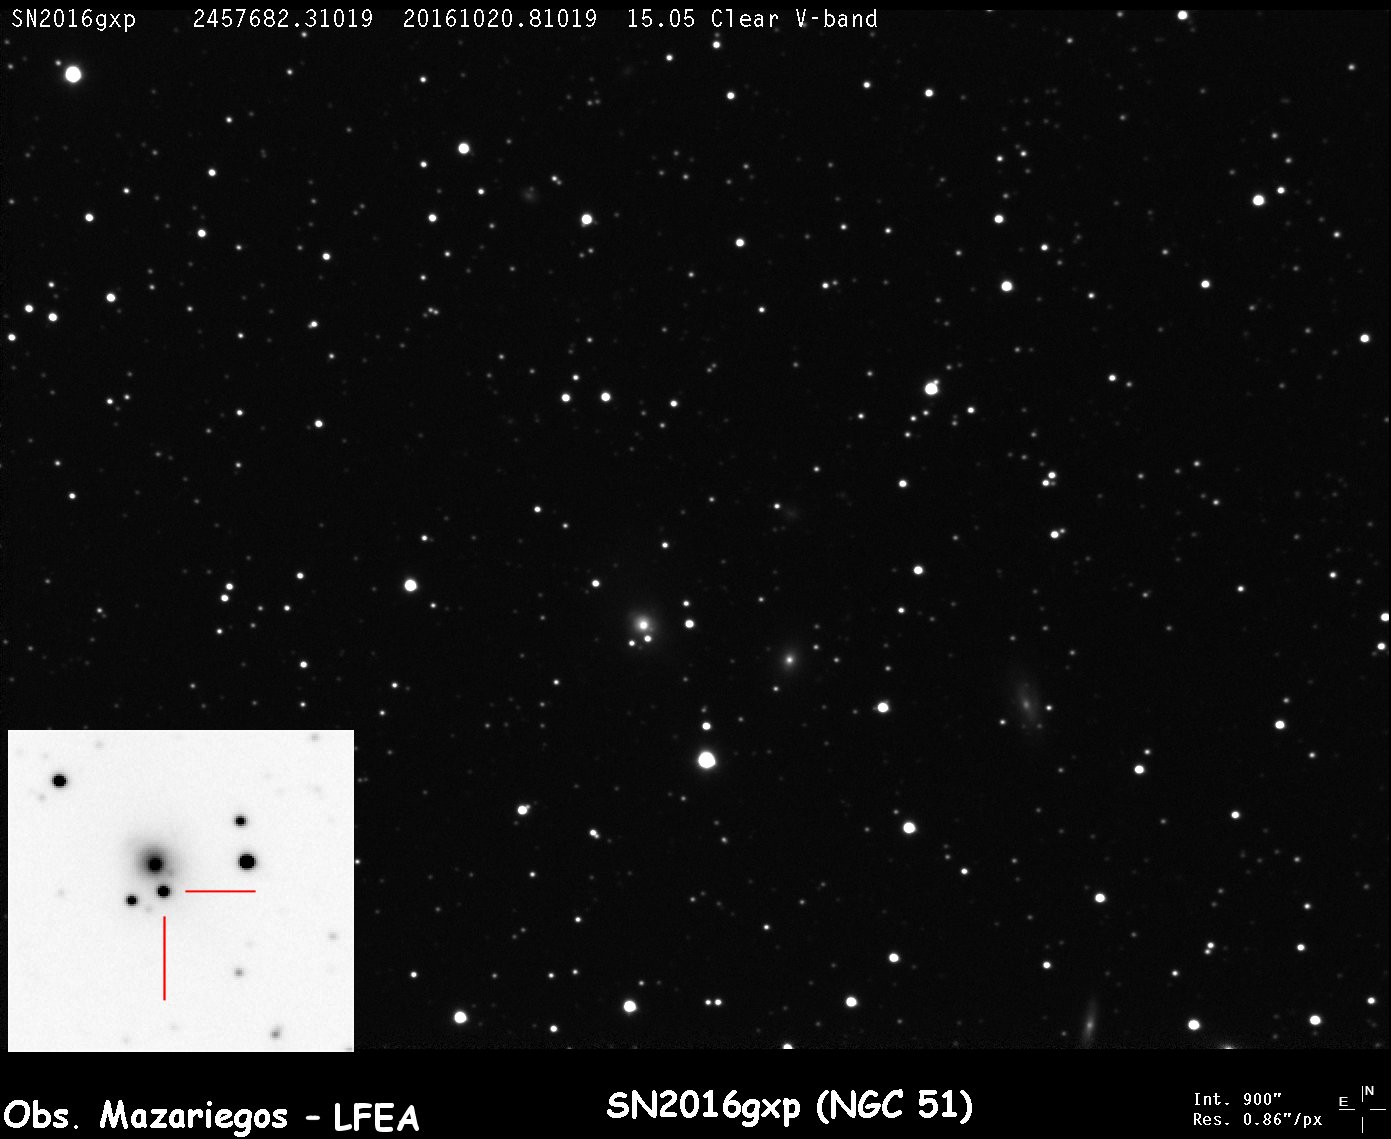 SN2016gxp 2457682.31019 20161020.81019 15.05 Clear V-band
Obs. Mazariegos - LFEA
SN2016gxp (NGC 51)
Int. 900"
Res. 0.86"/px
N
E